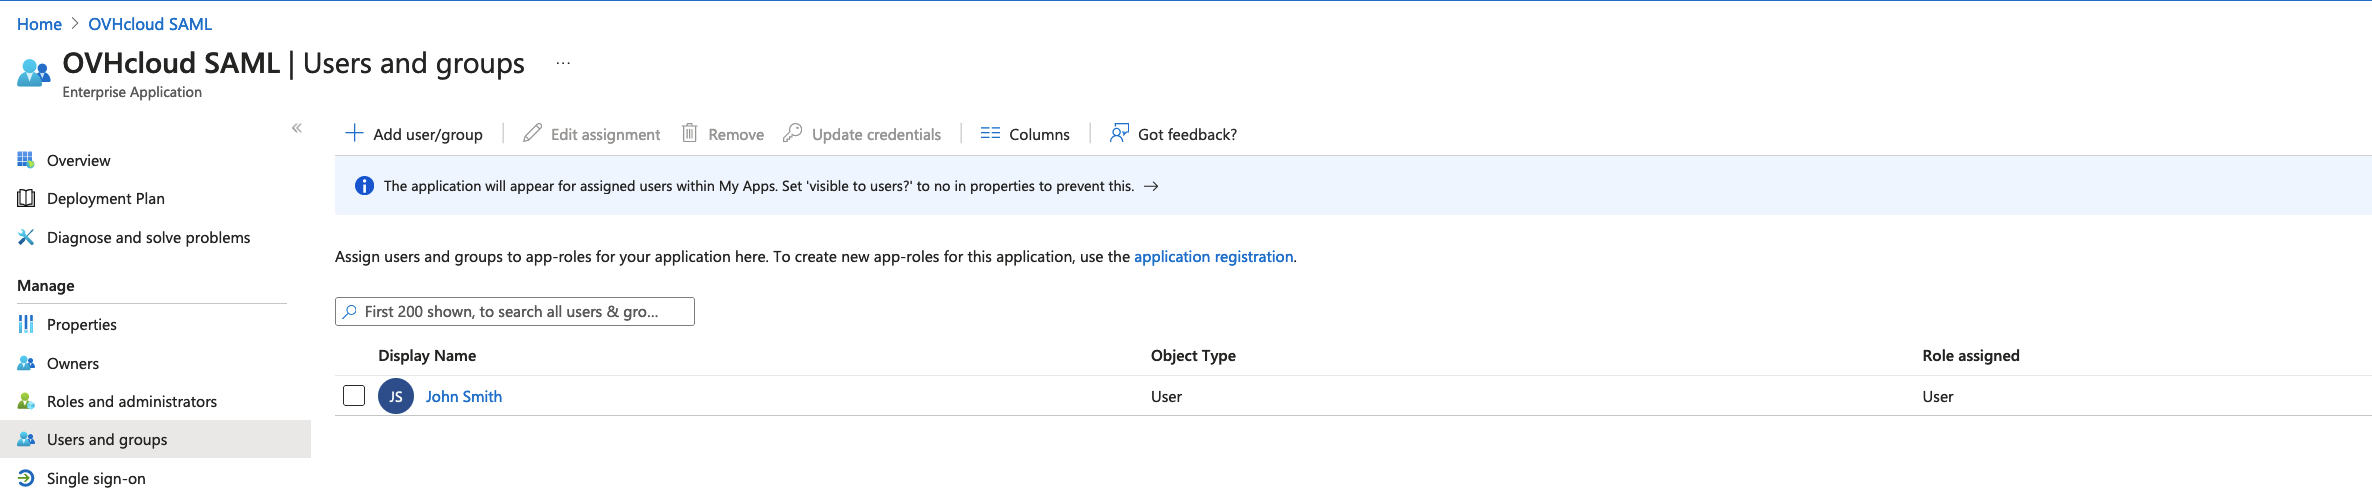 Home > OVHcloud SAML
OVHcloud SAML | Users and groups ...
Enterprise Application
«
Add user/group
Edit assignment
Remove
Update credentials
Columns
Got feedback?
The application will appear for assigned users within My Apps. Set 'visible to users?' to no in properties to prevent this. →
Assign users and groups to app-roles for your application here. To create new app-roles for this application, use the application registration.
First 200 shown, to search all users & gro...
Display Name Object Type Role assigned
JS John Smith User User
Overview
Deployment Plan
Diagnose and solve problems
Manage
Properties
Owners
Roles and administrators
Users and groups
Single sign-on